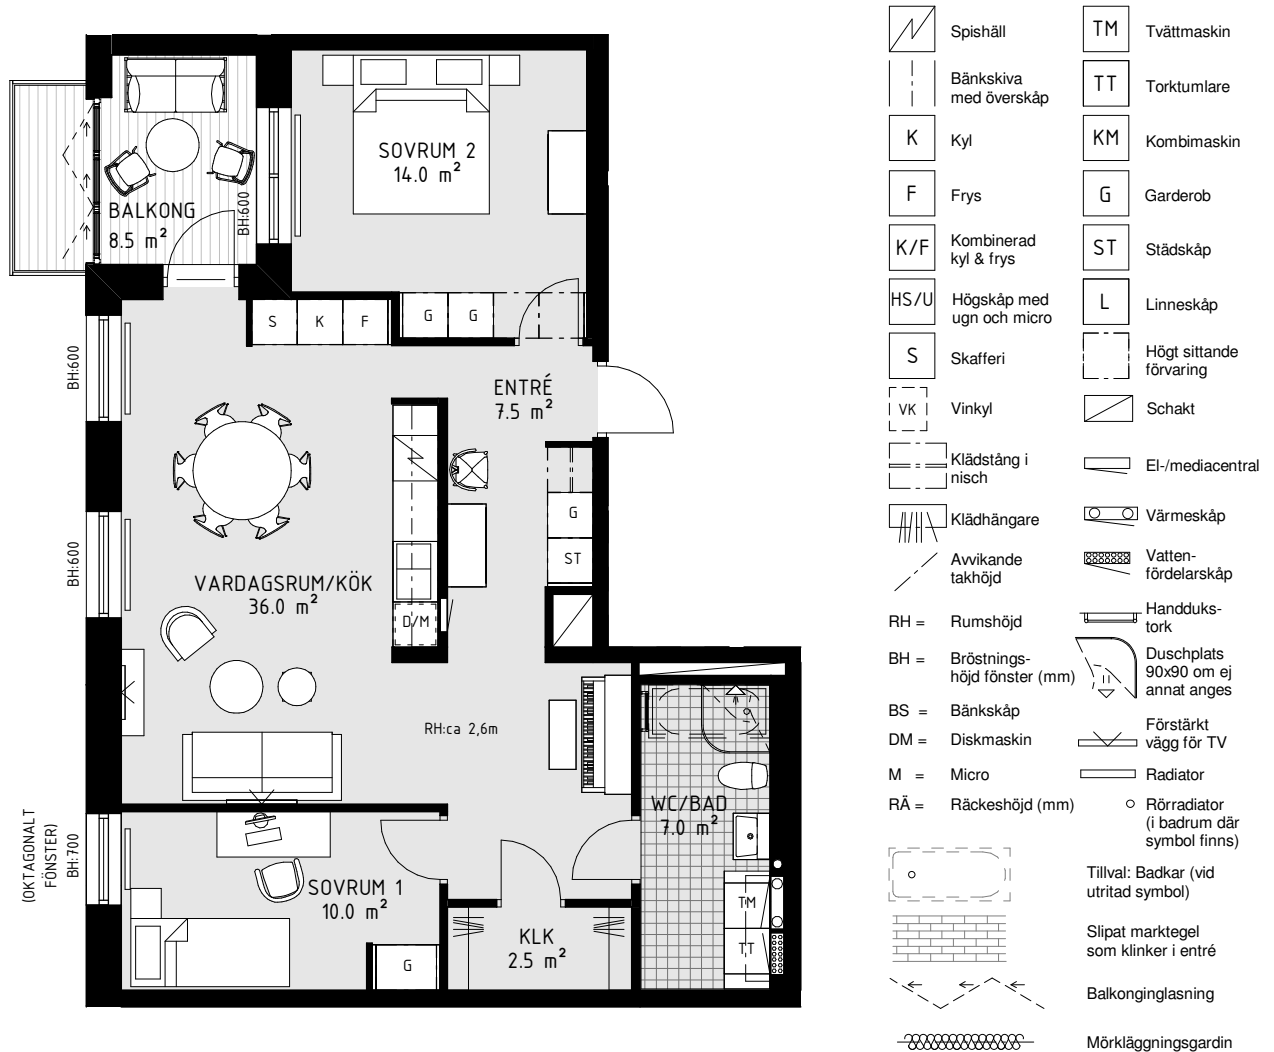 SOVRUM 2
14.0 m²
BALKONG
8.5 m²
BH:600
S
K
F
G
G
BH:600
ENTRÉ
7.5 m²
G
ST
BH:600
VARDAGSRUM/KÖK
36.0 m²
D/M
RH:ca 2,6m
WC/BAD
7.0 m²
(OKTAGONALT
FÖNSTER)
BH:700
SOVRUM 1
10.0 m²
G
KLK
2.5 m²
TM
TT
Spishäll
Bänkskiva
med överskåp
K
Kyl
F
Frys
K/F
Kombinerad
kyl & frys
HS/U
Högskåp med
ugn och micro
S
Skafferi
VK
Vinkyl
Klädstång i
nisch
Klädhängare
Avvikande
takhöjd
RH = Rumshöjd
BH = Bröstnings-
höjd fönster (mm)
BS = Bänkskåp
DM = Diskmaskin
M = Micro
RÄ = Räckeshöjd (mm)
TM
Tvättmaskin
TT
Torktumlare
KM
Kombimaskin
G
Garderob
ST
Städskåp
L
Linneskåp
Högt sittande
förvaring
Schakt
El-/mediacentral
Värmeskåp
Vatten-
fördelarskåp
Handduks-
tork
Duschplats
90x90 om ej
annat anges
Förstärkt
vägg för TV
Radiator
Rörradiator
(i badrum där
symbol finns)
Tillval: Badkar (vid
utritad symbol)
Slipat marktegel
som klinker i entré
Balkonginglasning
Mörkläggningsgardin